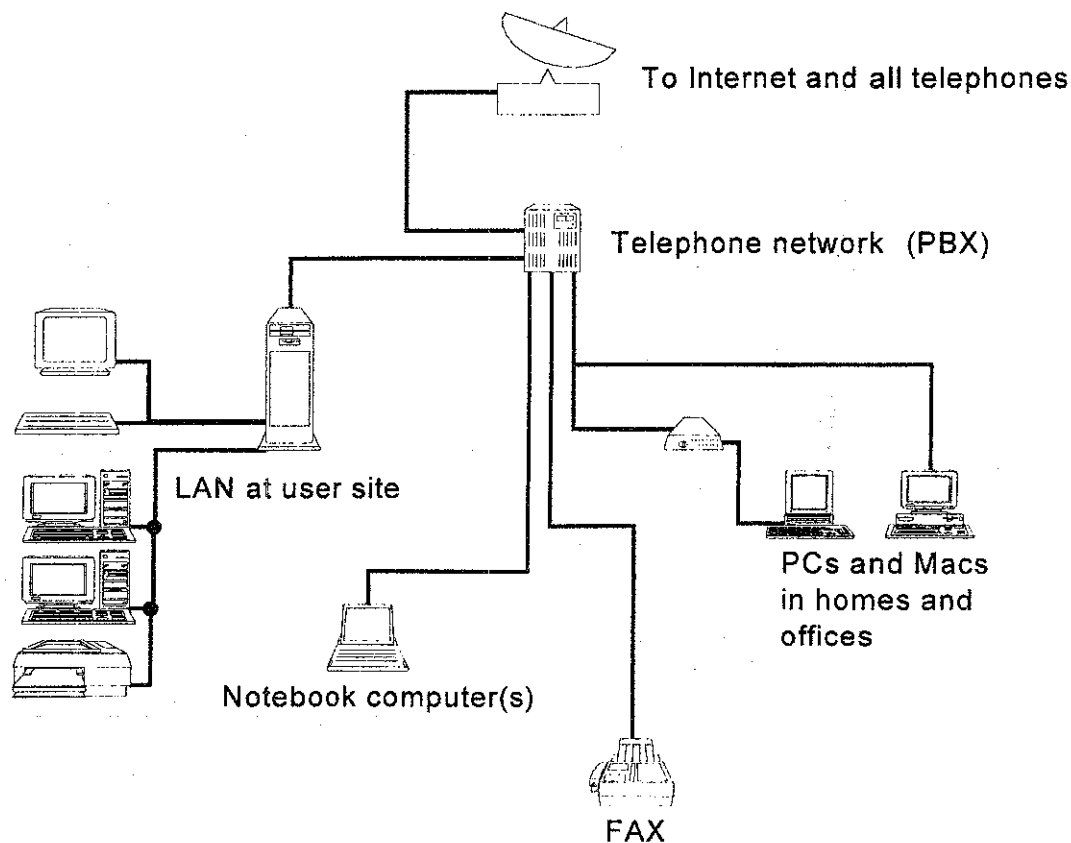 To Internet and all telephones
Telephone network (PBX)
LAN at user site
PCs and Macs
in homes and
offices
Notebook computer(s)
FAX